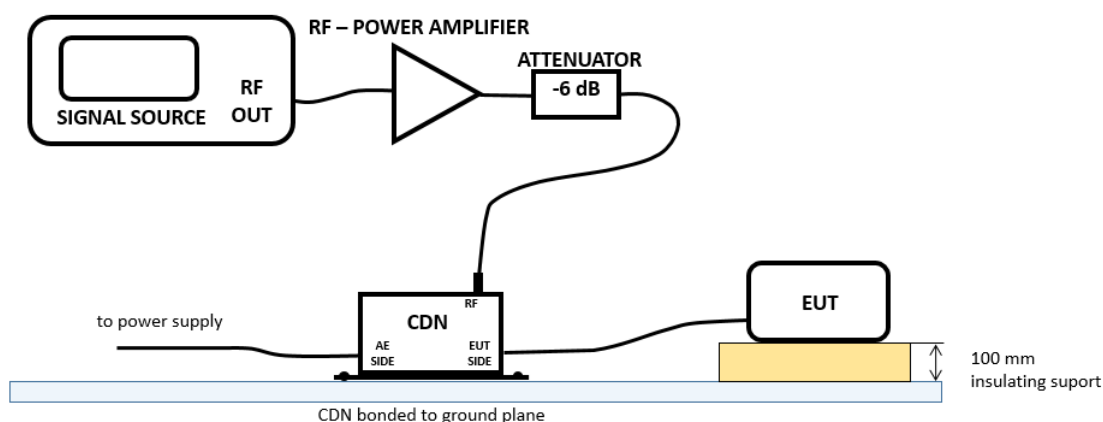 RF – POWER AMPLIFIER
ATTENUATOR
-6 dB
RF
OUT
SIGNAL SOURCE
RF
CDN
EUT
to power supply
AE
SIDE
EUT
SIDE
100 mm
insulating suport
CDN bonded to ground plane